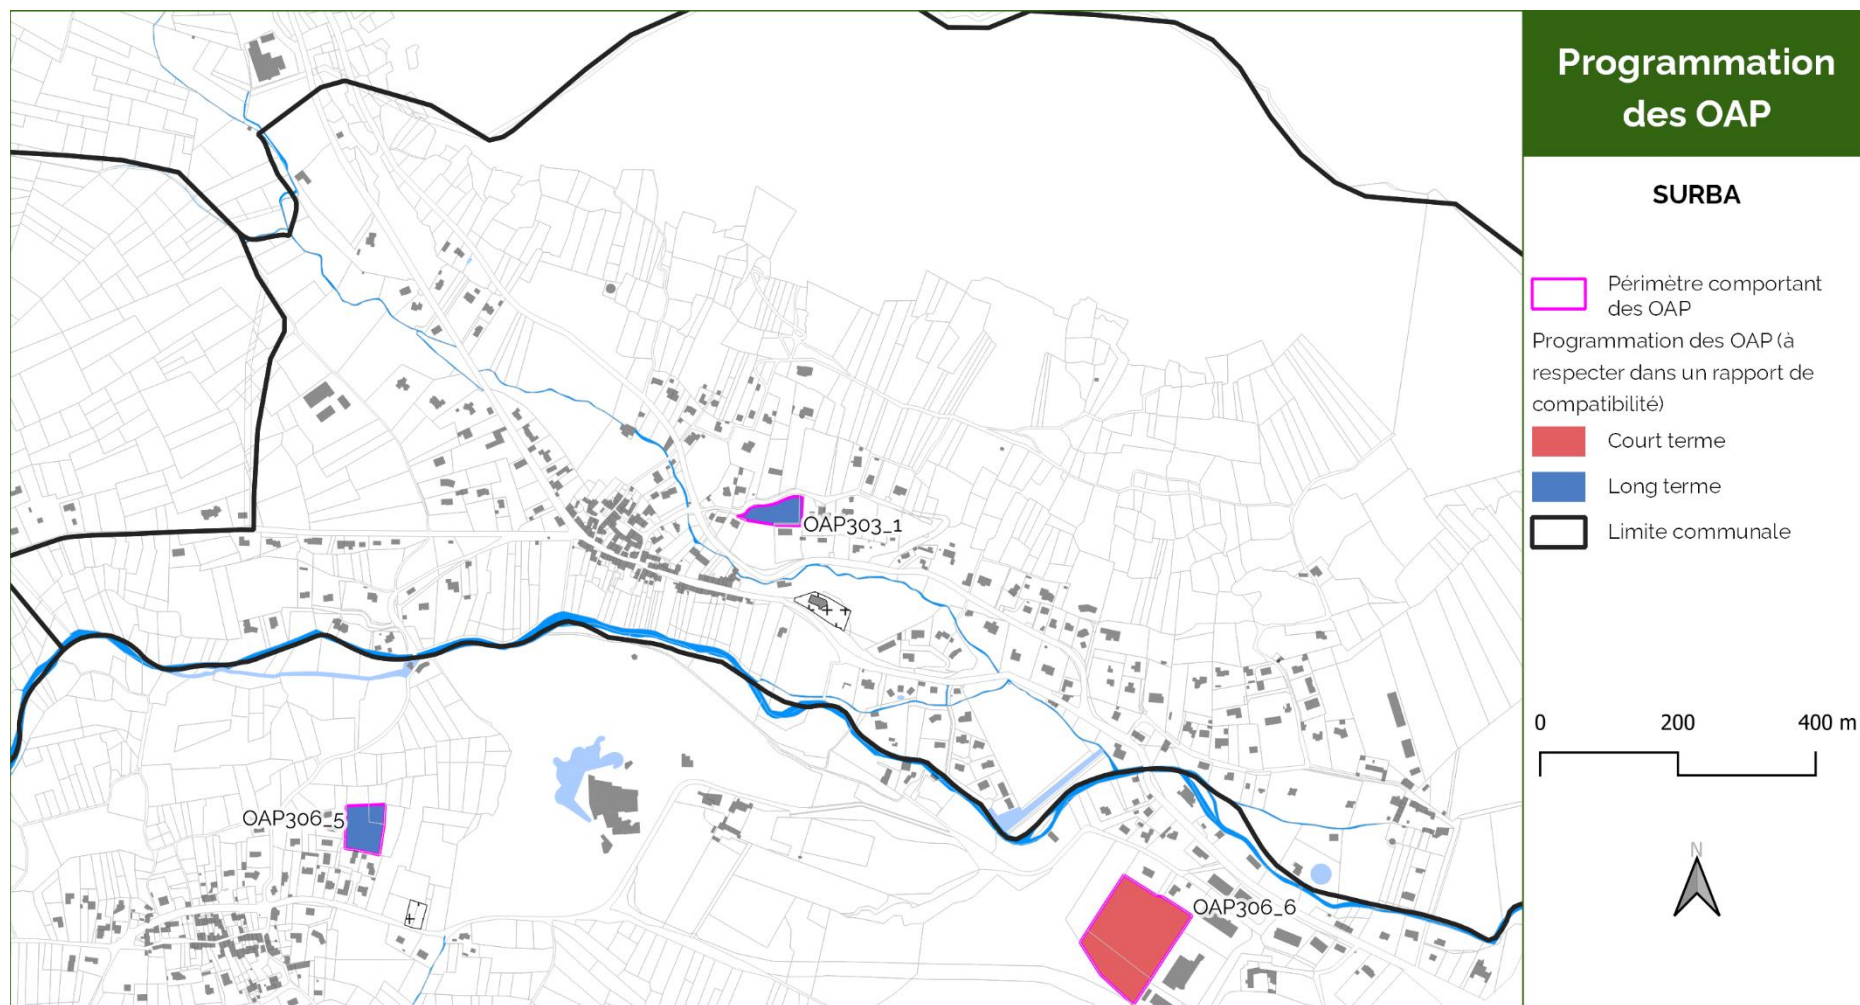 Programmation
des OAP
SURBA
Périmètre comportant
des OAP
Programmation des OAP (à
respecter dans un rapport de
compatibilité)
Court terme
Long terme
Limite communale
0 200 400 m
N
OAP303_1
OAP306_5
OAP306_6